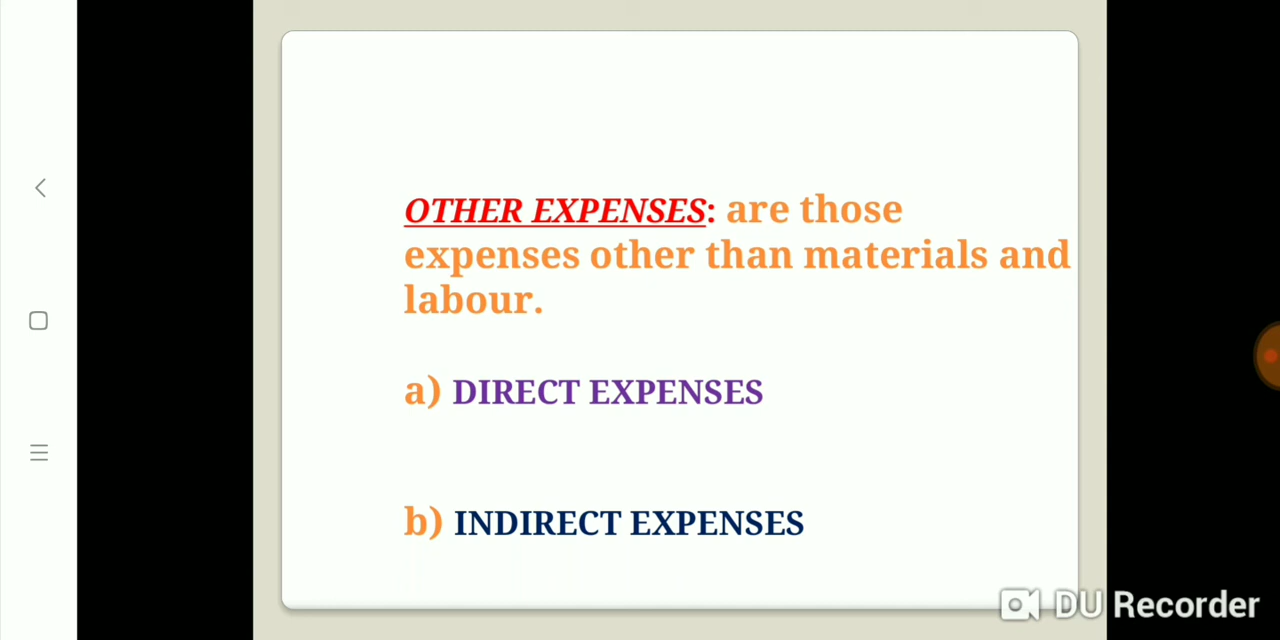 OTHER EXPENSES: are those
expenses other than materials and
labour.
a) DIRECT EXPENSES
b) INDIRECT EXPENSES
DU Recorder